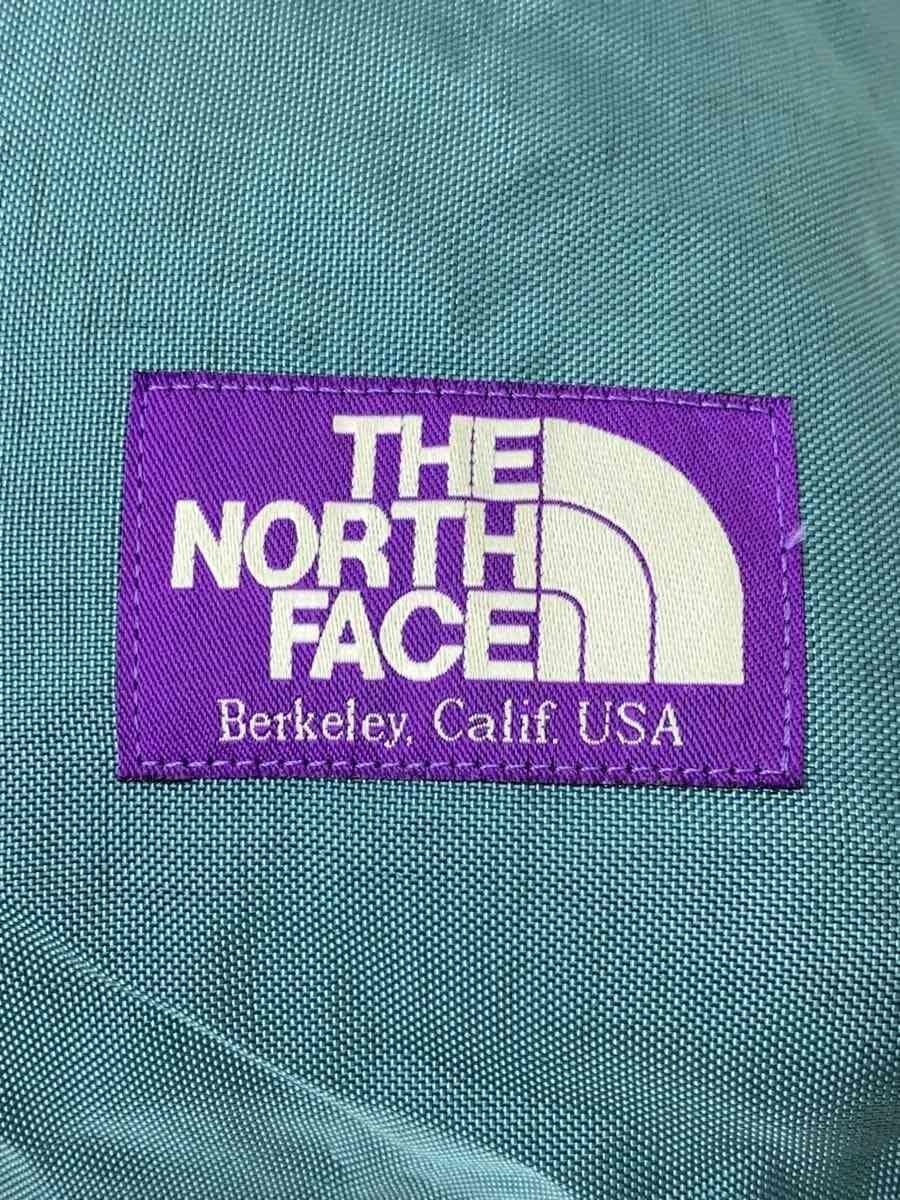 THE
NORTH
FACE
Berkeley, Calif. USA